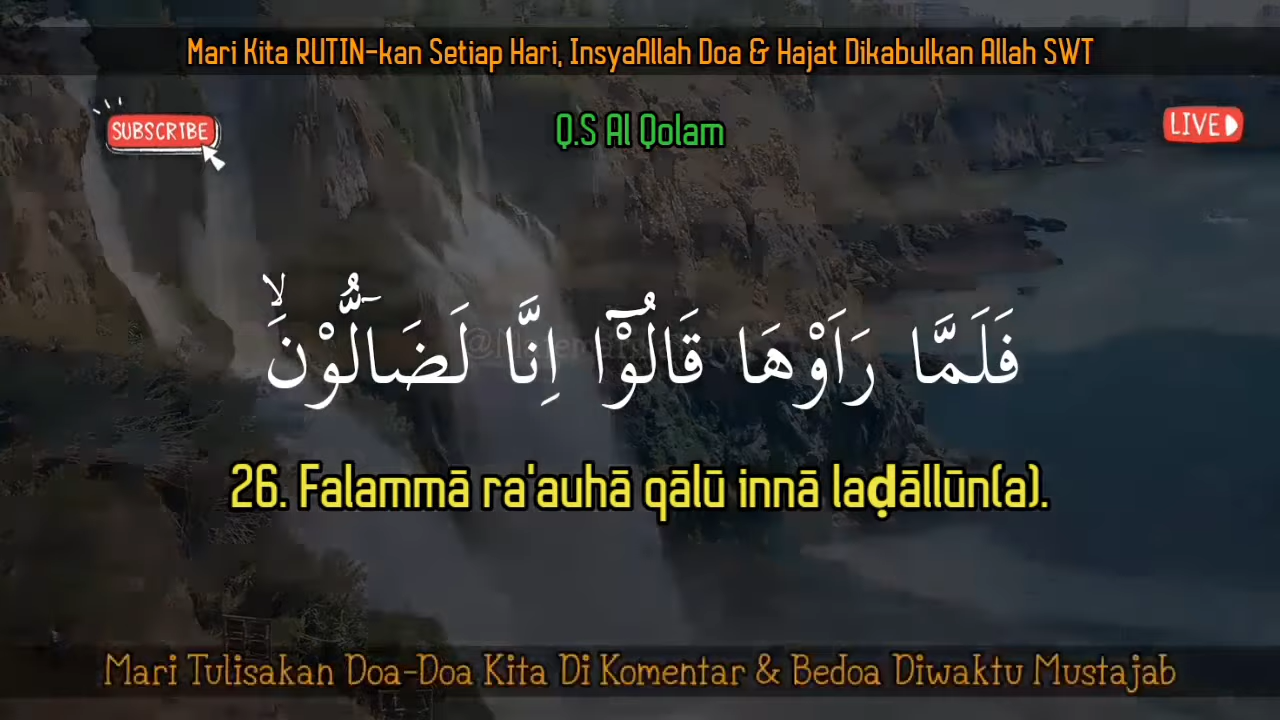 Mari Kita RUTIN-kan Setiap Hari, InsyaAllah Doa & Hajat Dikabulkan Allah SWT
SUBSCRIBE
Q.S Al Qolam
LIVE
فَلَمَّا رَاَوْهَا قَالُوْٓا اِنَّا لَضَاۤلُّوْنَۙ
26. Falammā ra'auhā qālū innā laḍāllūn(a).
Mari Tulisakan Doa-Doa Kita Di Komentar & Bedoa Diwaktu Mustajab